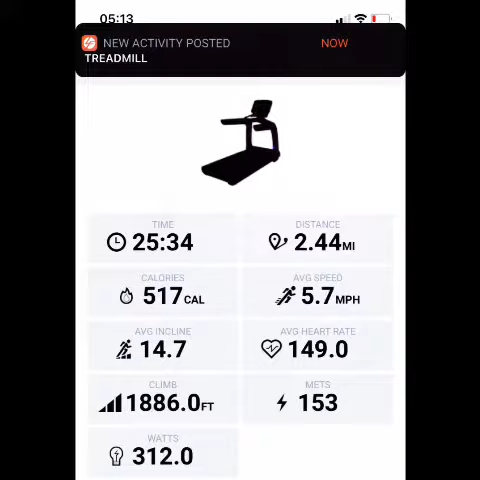 05:13
NEW ACTIVITY POSTED NOW
TREADMILL
TIME DISTANCE
25:34 2.44MI
CALORIES AVG SPEED
517CAL 5.7MPH
AVG INCLINE AVG HEART RATE
14.7 149.0
CLIMB METS
1886.0FT 153
WATTS
312.0